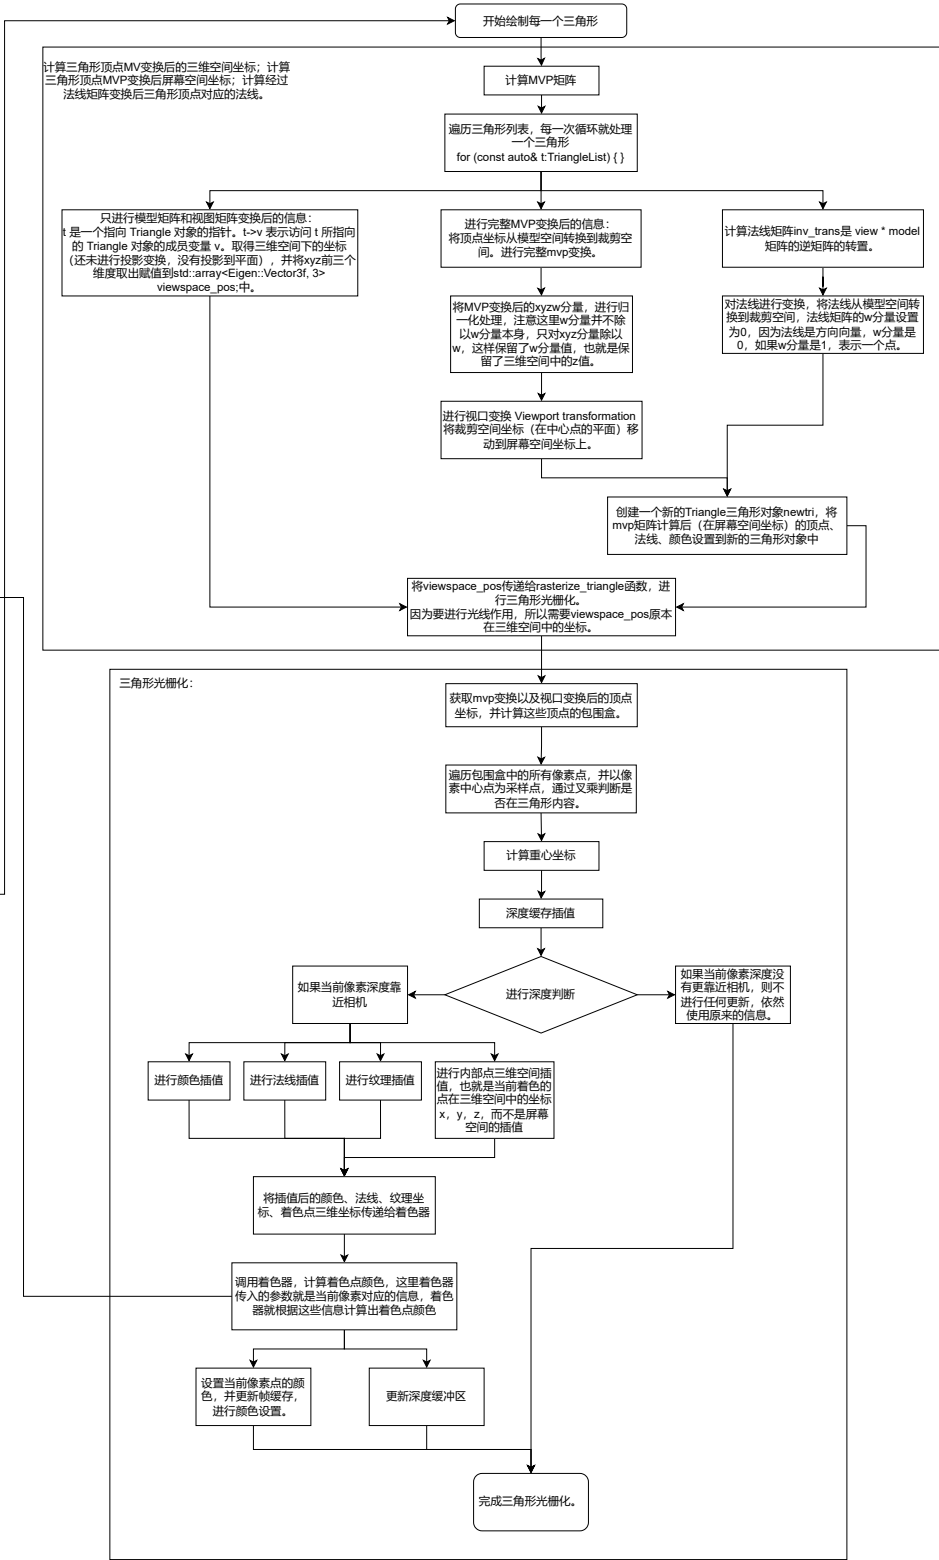 开始绘制每一个三角形
计算三角形顶点MV变换后的三维空间坐标；计算
三角形顶点MVP变换后屏幕空间坐标；计算经过
法线矩阵变换后三角形顶点对应的法线。
计算MVP矩阵
遍历三角形列表，每一次循环就处理
一个三角形
for (const auto& t:TriangleList) { }
只进行模型矩阵和视图矩阵变换后的信息：
t 是一个指向 Triangle 对象的指针。t->v 表示访问 t 所指向
的 Triangle 对象的成员变量 v。取得三维空间下的坐标
（还未进行投影变换，没有投影到平面），并将xyz前三个
维度取出赋值到std::array<Eigen::Vector3f, 3>
viewspace_pos;中。
进行完整MVP变换后的信息：
将顶点坐标从模型空间转换到裁剪空
间。进行完整mvp变换。
计算法线矩阵inv_trans是 view * model
矩阵的逆矩阵的转置。
将MVP变换后的xyzw分量，进行归
一化处理，注意这里w分量并不除
以w分量本身，只对xyz分量除以
w，这样保留了w分量值，也就是保
留了三维空间中的z值。
对法线进行变换，将法线从模型空间转
换到裁剪空间，法线矩阵的w分量设置
为0，因为法线是方向向量，w分量是
0，如果w分量是1，表示一个点。
进行视口变换 Viewport transformation
将裁剪空间坐标（在中心点的平面）移
动到屏幕空间坐标上。
创建一个新的Triangle三角形对象newtri，将
mvp矩阵计算后（在屏幕空间坐标）的顶点、
法线、颜色设置到新的三角形对象中
将viewspace_pos传递给rasterize_triangle函数，进
行三角形光栅化。
因为要进行光线作用，所以需要viewspace_pos原本
在三维空间中的坐标。
三角形光栅化：
获取mvp变换以及视口变换后的顶点
坐标，并计算这些顶点的包围盒。
遍历包围盒中的所有像素点，并以像
素中心点为采样点，通过叉乘判断是
否在三角形内容。
计算重心坐标
深度缓存插值
进行深度判断
如果当前像素深度靠
近相机
如果当前像素深度没
有更靠近相机，则不
进行任何更新，依然
使用原来的信息。
进行颜色插值
进行法线插值
进行纹理插值
进行内部点三维空间插
值，也就是当前着色的
点在三维空间中的坐标
x，y，z，而不是屏幕
空间的插值
将插值后的颜色、法线、纹理坐
标、着色点三维坐标传递给着色器
调用着色器，计算着色点颜色，这里着色器
传入的参数就是当前像素对应的信息，着色
器就根据这些信息计算出着色点颜色
设置当前像素点的颜
色，并更新帧缓存，
进行颜色设置。
更新深度缓冲区
完成三角形光栅化。